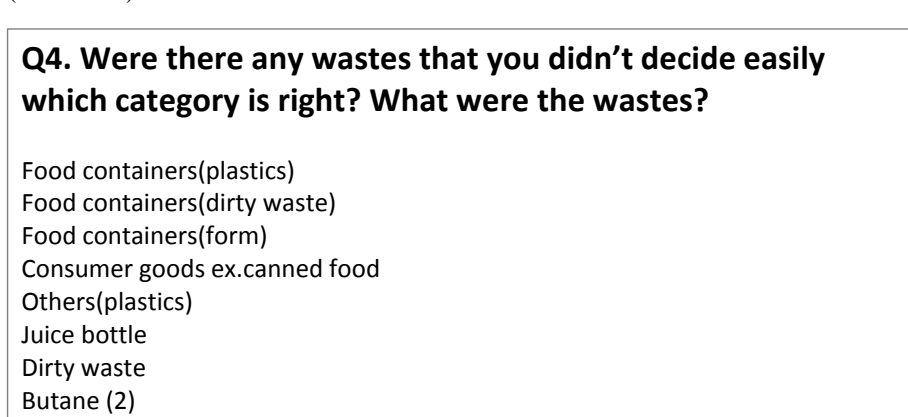 Q4. Were there any wastes that you didn’t decide easily
which category is right? What were the wastes?
Food containers(plastics)
Food containers(dirty waste)
Food containers(form)
Consumer goods ex.canned food
Others(plastics)
Juice bottle
Dirty waste
Butane (2)